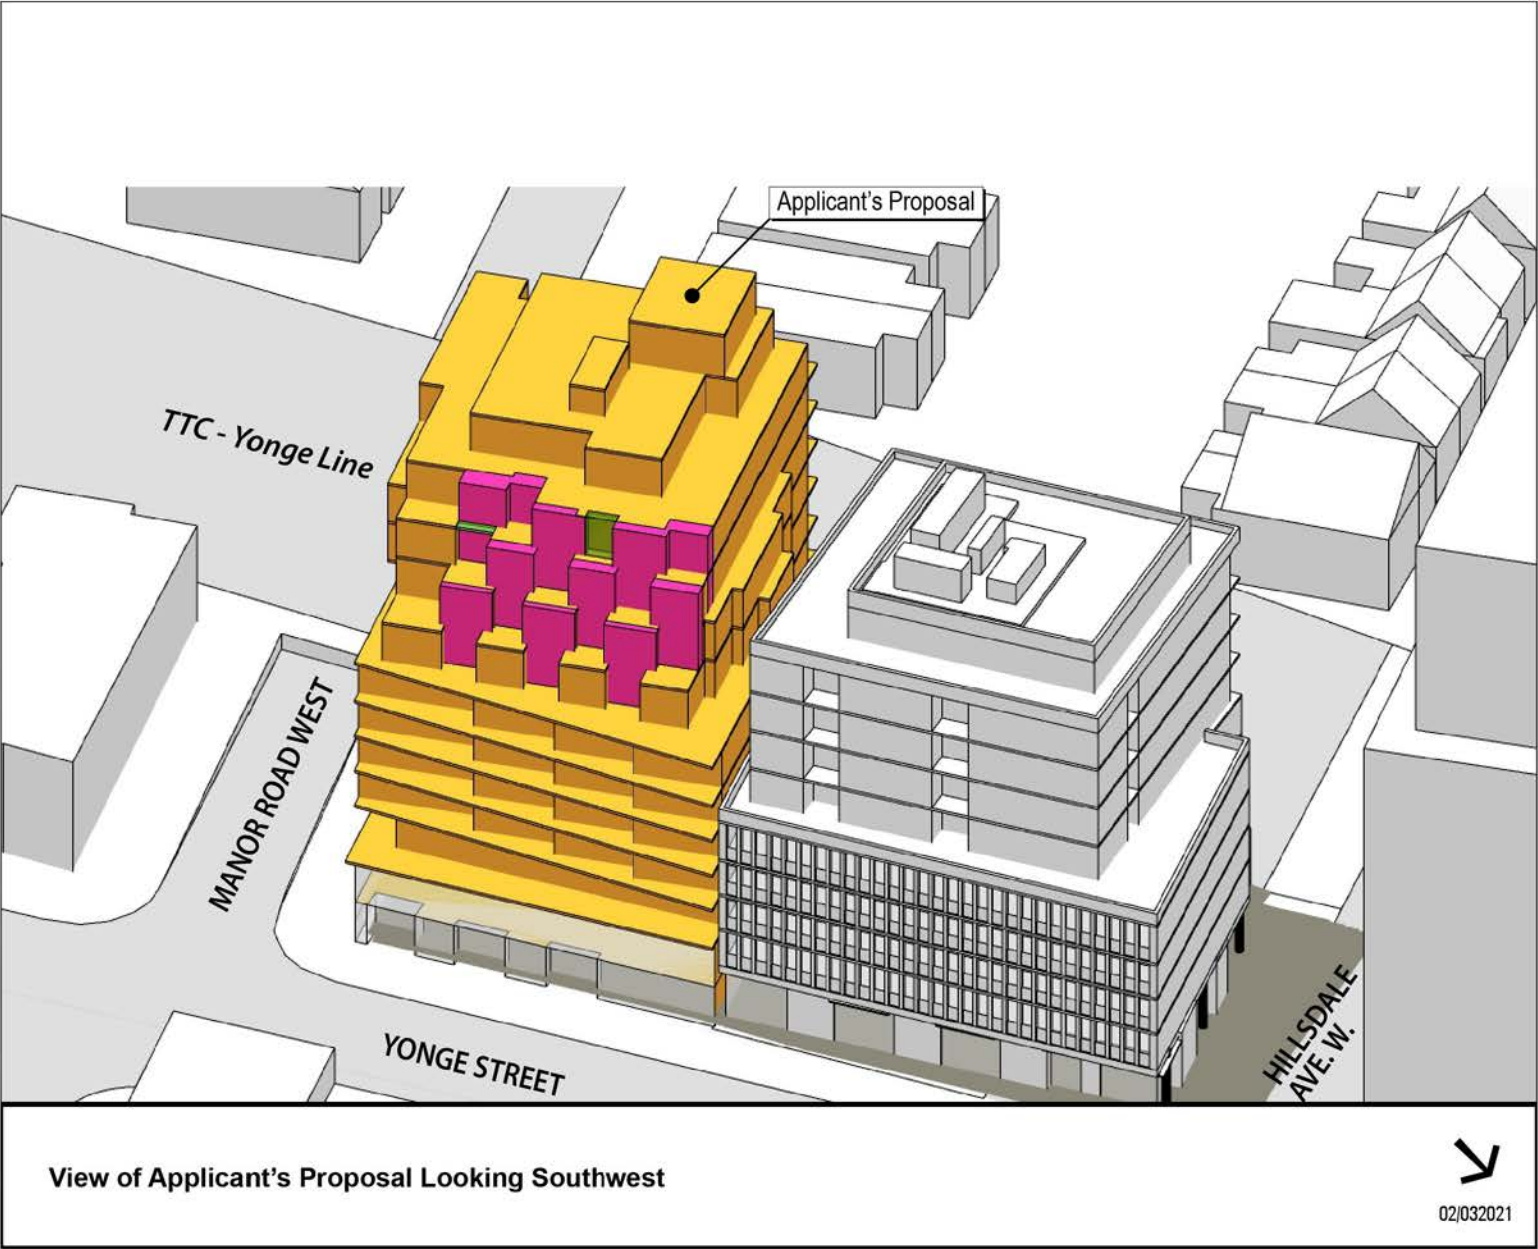 Applicant's Proposal
TTC - Yonge Line
MANOR ROAD WEST
YONGE STREET
HILLSDALE
AVE. W.
View of Applicant's Proposal Looking Southwest
02/032021